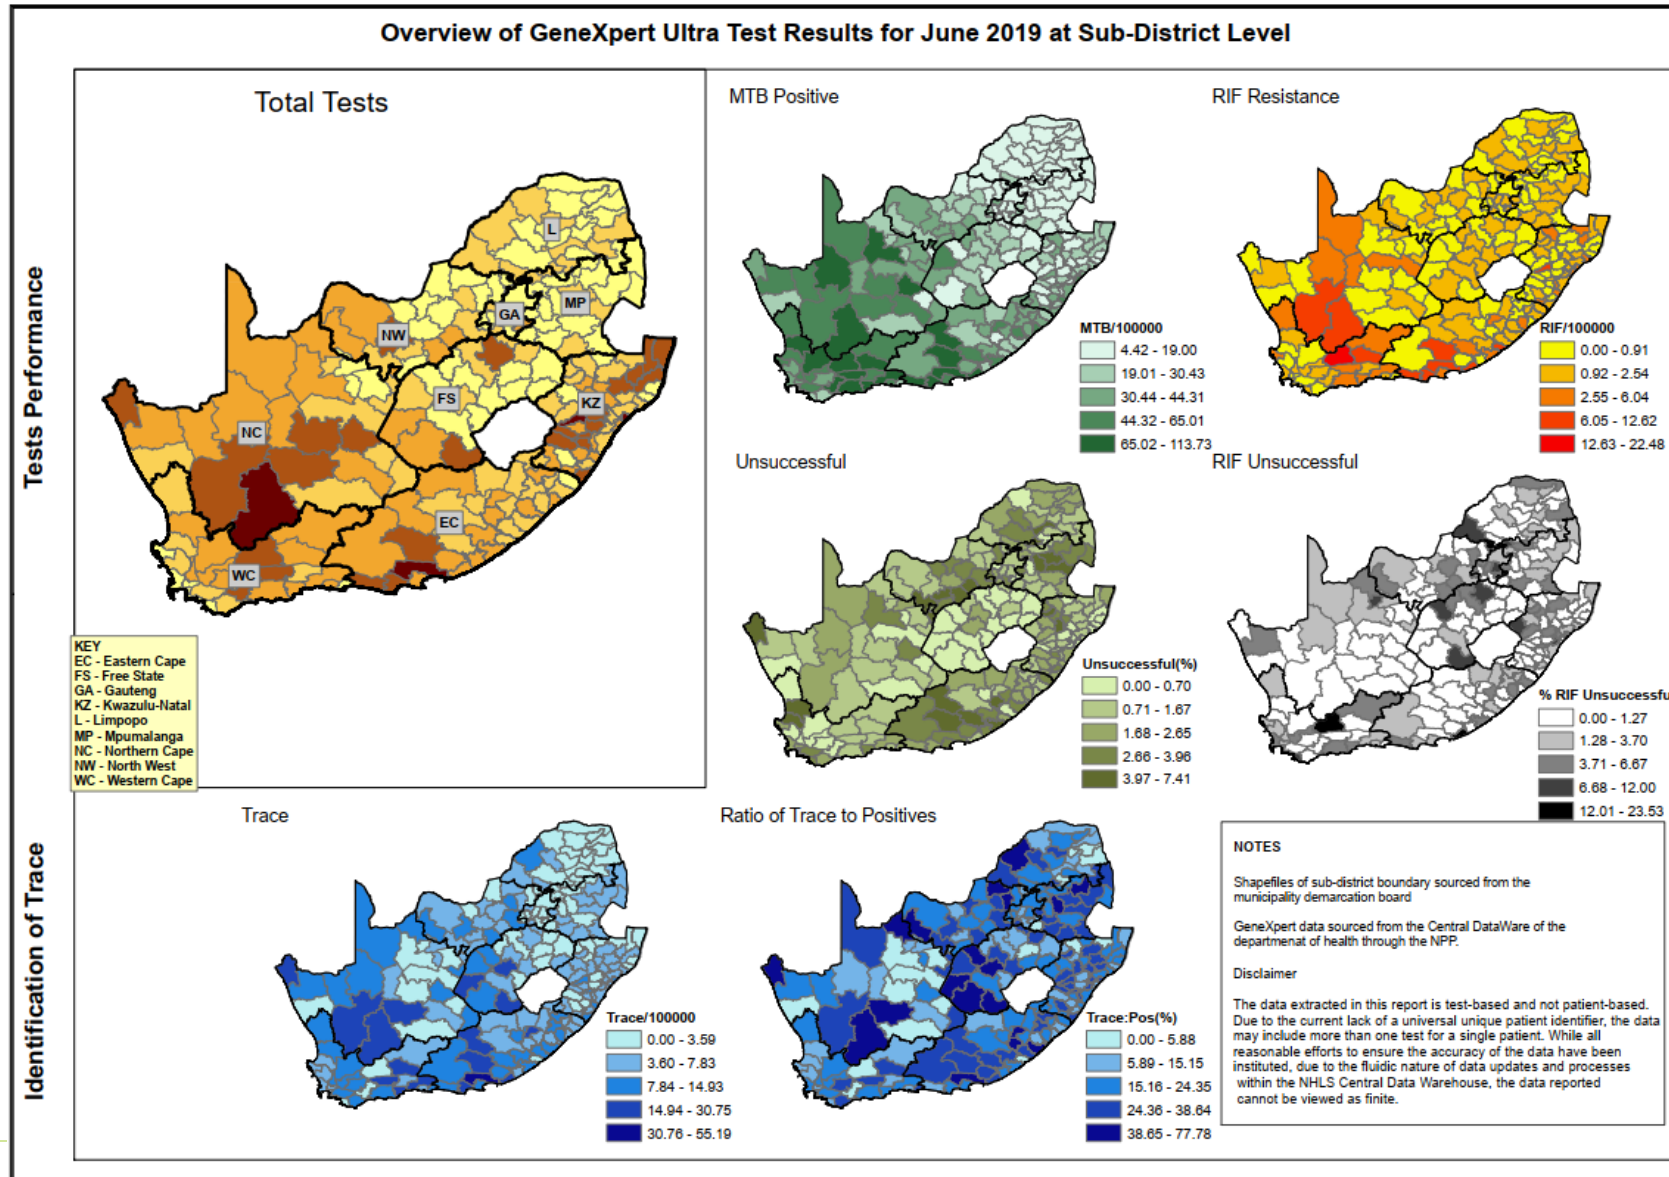 Overview of GeneXpert Ultra Test Results for June 2019 at Sub-District Level
Tests Performance
Total Tests
L
MP
GA
NW
FS
KZ
NC
EC
WC
KEY
EC - Eastern Cape
FS - Free State
GA - Gauteng
KZ - Kwazulu-Natal
L - Limpopo
MP - Mpumalanga
NC - Northern Cape
NW - North West
WC - Western Cape
MTB Positive
MTB/100000
4.42 - 19.00
19.01 - 30.43
30.44 - 44.31
44.32 - 65.01
65.02 - 113.73
RIF Resistance
RIF/100000
0.00 - 0.91
0.92 - 2.54
2.55 - 6.04
6.05 - 12.62
12.63 - 22.48
Unsuccessful
Unsuccessful(%)
0.00 - 0.70
0.71 - 1.67
1.68 - 2.65
2.66 - 3.96
3.97 - 7.41
RIF Unsuccessful
% RIF Unsuccessfu
0.00 - 1.27
1.28 - 3.70
3.71 - 6.67
6.68 - 12.00
12.01 - 23.53
Identification of Trace
Trace
Trace/100000
0.00 - 3.59
3.60 - 7.83
7.84 - 14.93
14.94 - 30.75
30.76 - 55.19
Ratio of Trace to Positives
Trace:Pos(%)
0.00 - 5.88
5.89 - 15.15
15.16 - 24.35
24.36 - 38.64
38.65 - 77.78
NOTES
Shapefiles of sub-district boundary sourced from the
municipality demarcation board
GeneXpert data sourced from the Central DataWare of the
departmenat of health through the NPP.
Disclaimer
The data extracted in this report is test-based and not patient-based.
Due to the current lack of a universal unique patient identifier, the data
may include more than one test for a single patient. While all
reasonable efforts to ensure the accuracy of the data have been
instituted, due to the fluidic nature of data updates and processes
within the NHLS Central Data Warehouse, the data reported
cannot be viewed as finite.